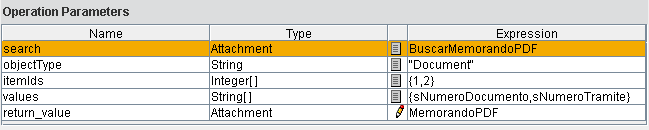 Operation Parameters
Name Type Expression
search Attachment BuscarMemorandoPDF
objectType String "Document"
itemIds Integer[] {1,2}
values String[] {sNumeroDocumento,sNumeroTramite}
return_value Attachment MemorandoPDF